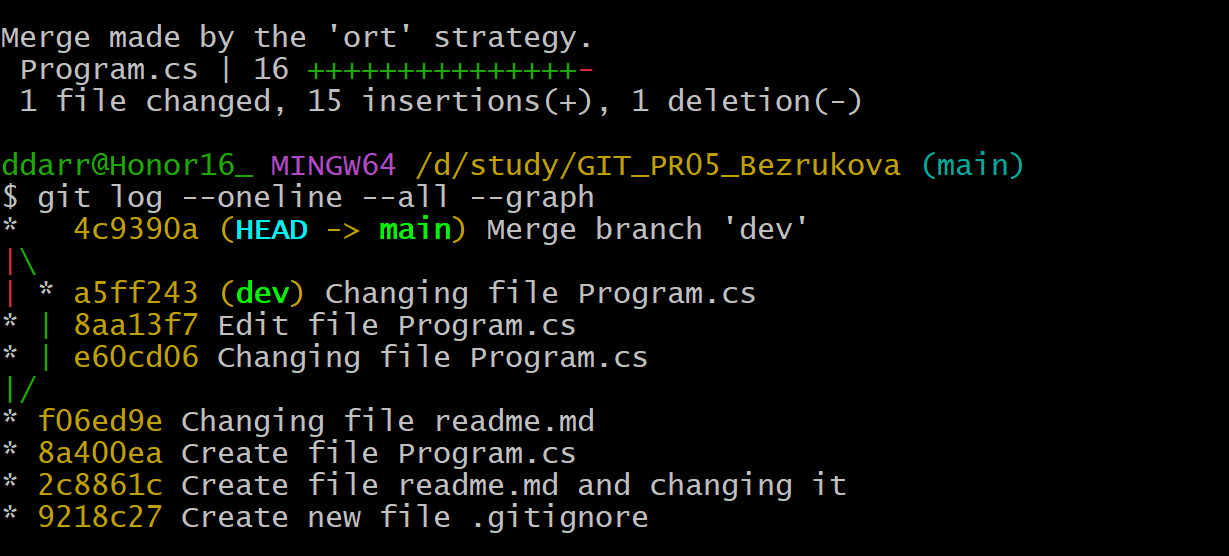 Merge made by the 'ort' strategy.
 Program.cs | 16 +++++++++++++++-
 1 file changed, 15 insertions(+), 1 deletion(-)

ddarr@Honor16_ MINGW64 /d/study/GIT_PR05_Bezrukova (main)
$ git log --oneline --all --graph
*   4c9390a (HEAD -> main) Merge branch 'dev'
|\
| * a5ff243 (dev) Changing file Program.cs
* | 8aa13f7 Edit file Program.cs
* | e60cd06 Changing file Program.cs
|/
* f06ed9e Changing file readme.md
* 8a400ea Create file Program.cs
* 2c8861c Create file readme.md and changing it
* 9218c27 Create new file .gitignore